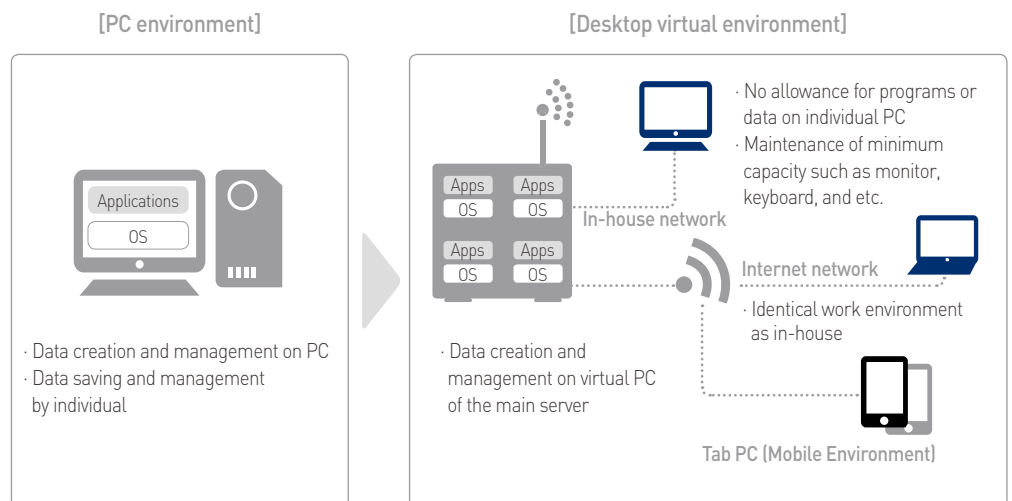 [PC environment]
[Desktop virtual environment]
Applications
OS
· Data creation and management on PC
· Data saving and management
by individual
Apps
Apps
OS
OS
Apps
Apps
OS
OS
· Data creation and
management on virtual PC
of the main server
In-house network
· No allowance for programs or
data on individual PC
· Maintenance of minimum
capacity such as monitor,
keyboard, and etc.
Internet network
· Identical work environment
as in-house
Tab PC (Mobile Environment)